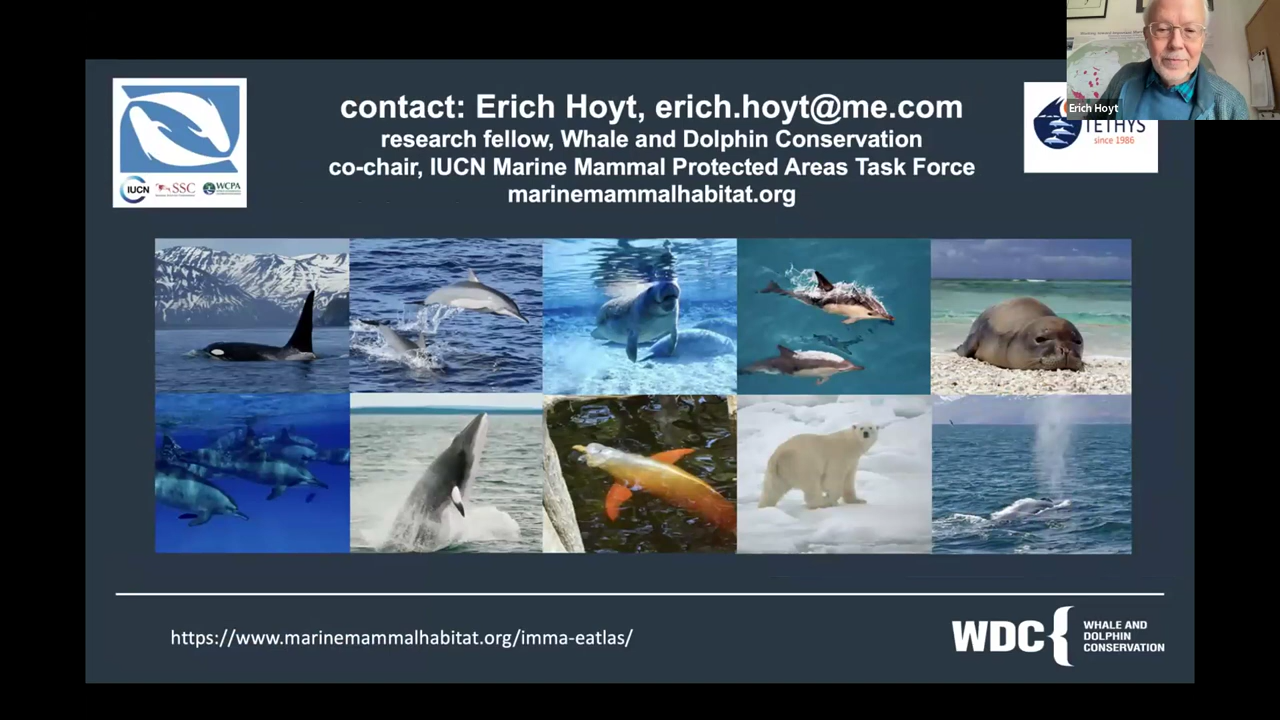 contact: Erich Hoyt, erich.hoyt@me.com
research fellow, Whale and Dolphin Conservation
co-chair, IUCN Marine Mammal Protected Areas Task Force
marinemammalhabitat.org
IUCN
SSC
WCPA
Erich Hoyt
TETHYS
since 1986
https://www.marinemammalhabitat.org/imma-eatlas/
WDC
WHALE AND
DOLPHIN
CONSERVATION